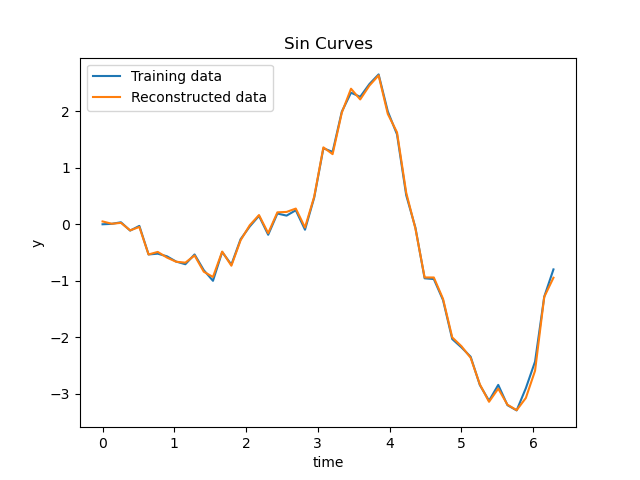 Sin Curves
Training data
Reconstructed data
2
1
0
−1
−2
−3
y
0 1 2 3 4 5 6
time